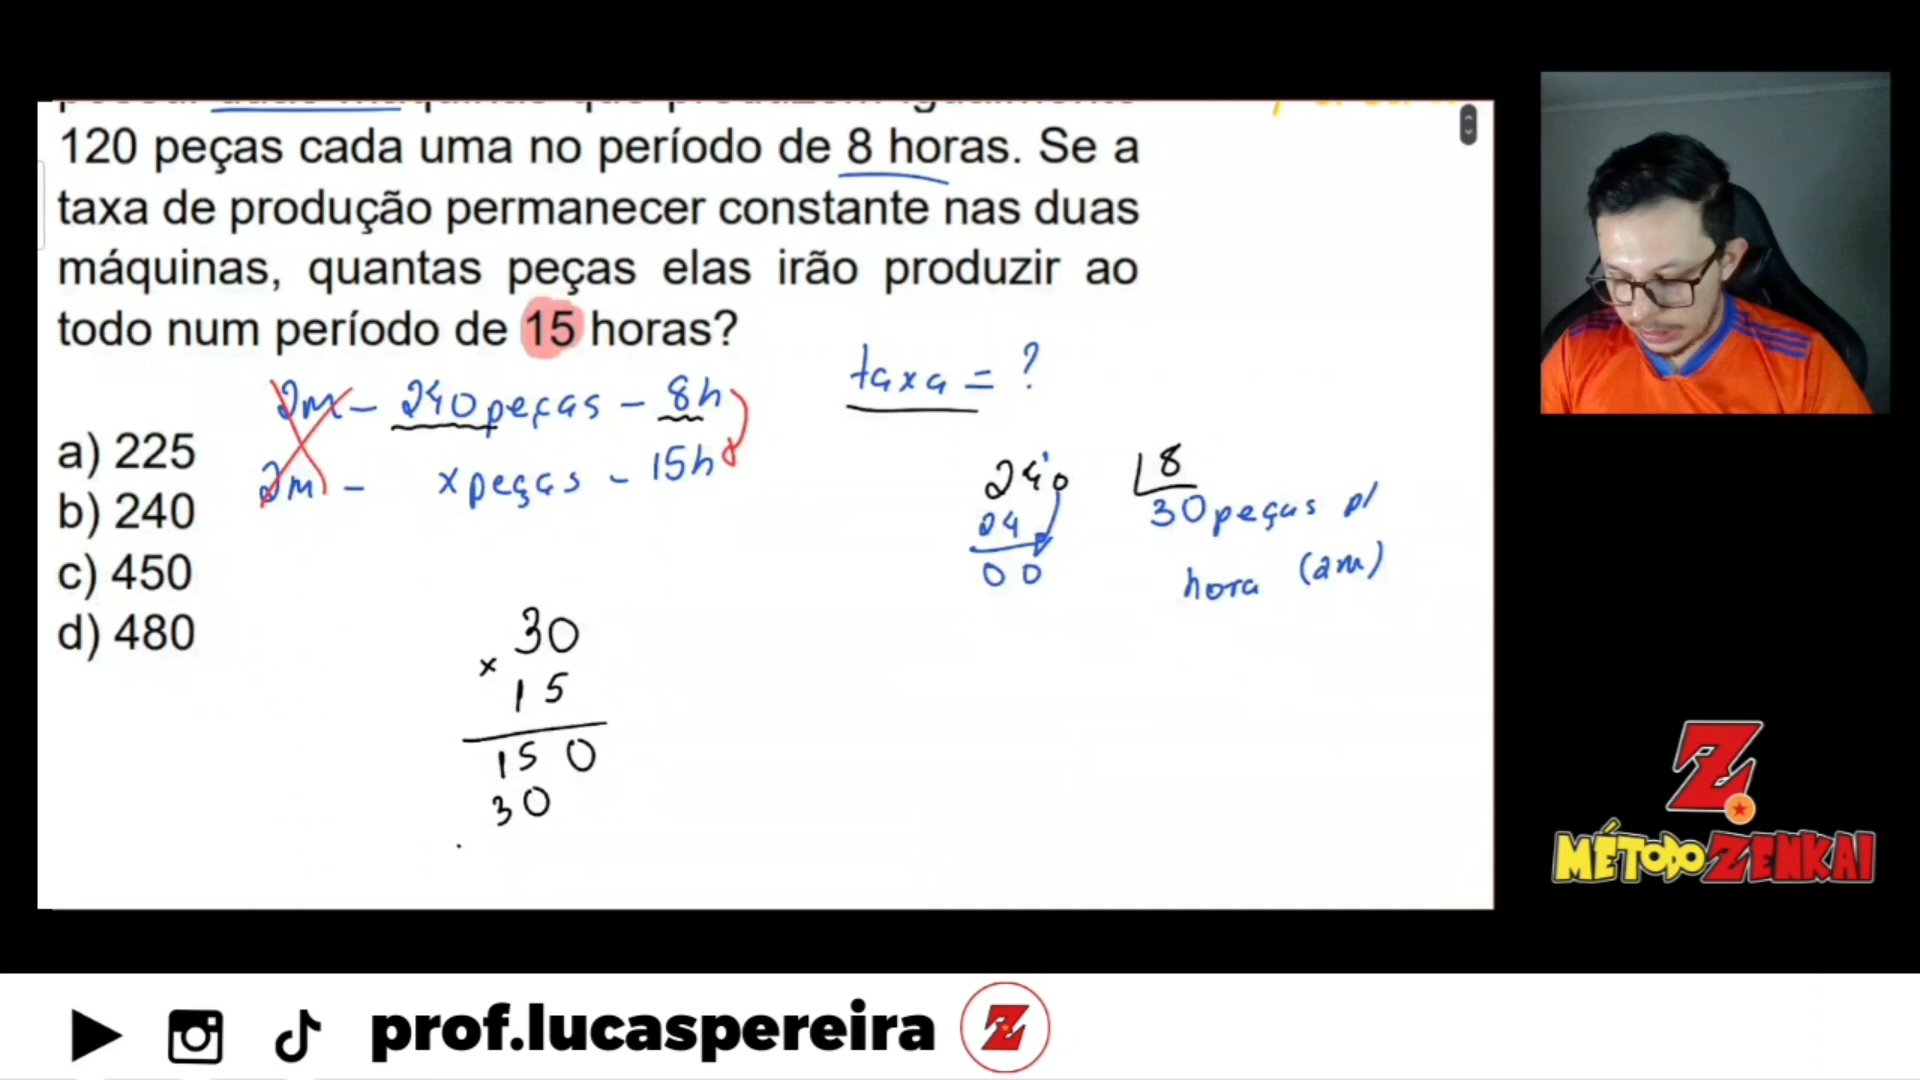 120 peças cada uma no período de 8 horas. Se a
taxa de produção permanecer constante nas duas
máquinas, quantas peças elas irão produzir ao
todo num período de 15 horas?
2m - 240 peças - 8h
2m - x peças - 15h
taxa = ?
a) 225
b) 240
c) 450
d) 480
240 8
24
00
30 peças p/
hora (2m)
30
x
15
150
30
Z
MÉTODO ZENKAI
prof.lucaspereira Z